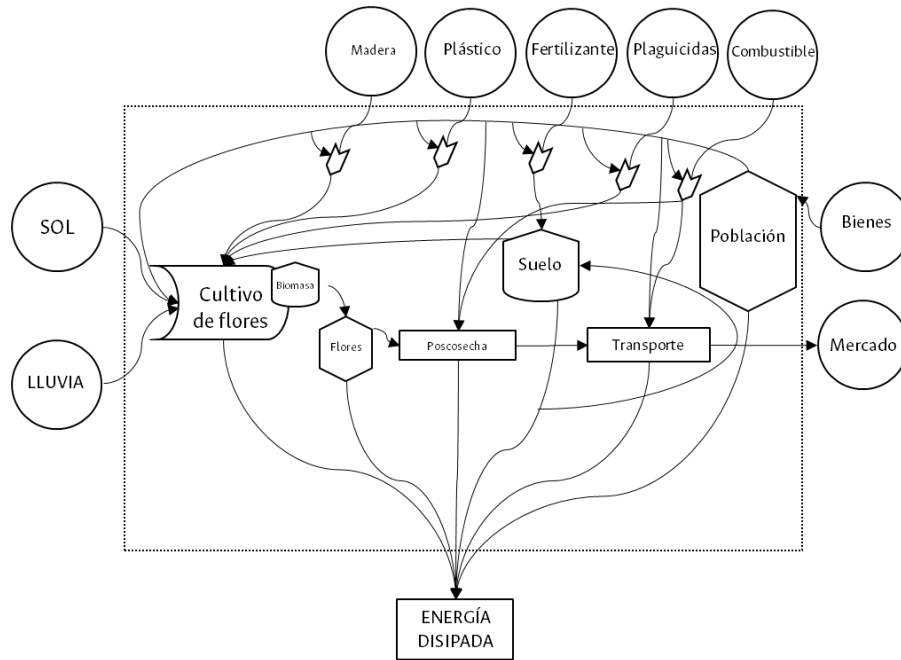 Madera
Plástico
Fertilizante
Plaguicidas
Combustible
SOL
Bienes
Población
Suelo
Biomasa
Cultivo
de flores
Flores
Poscosecha
Transporte
Mercado
LLUVIA
ENERGÍA
DISIPADA